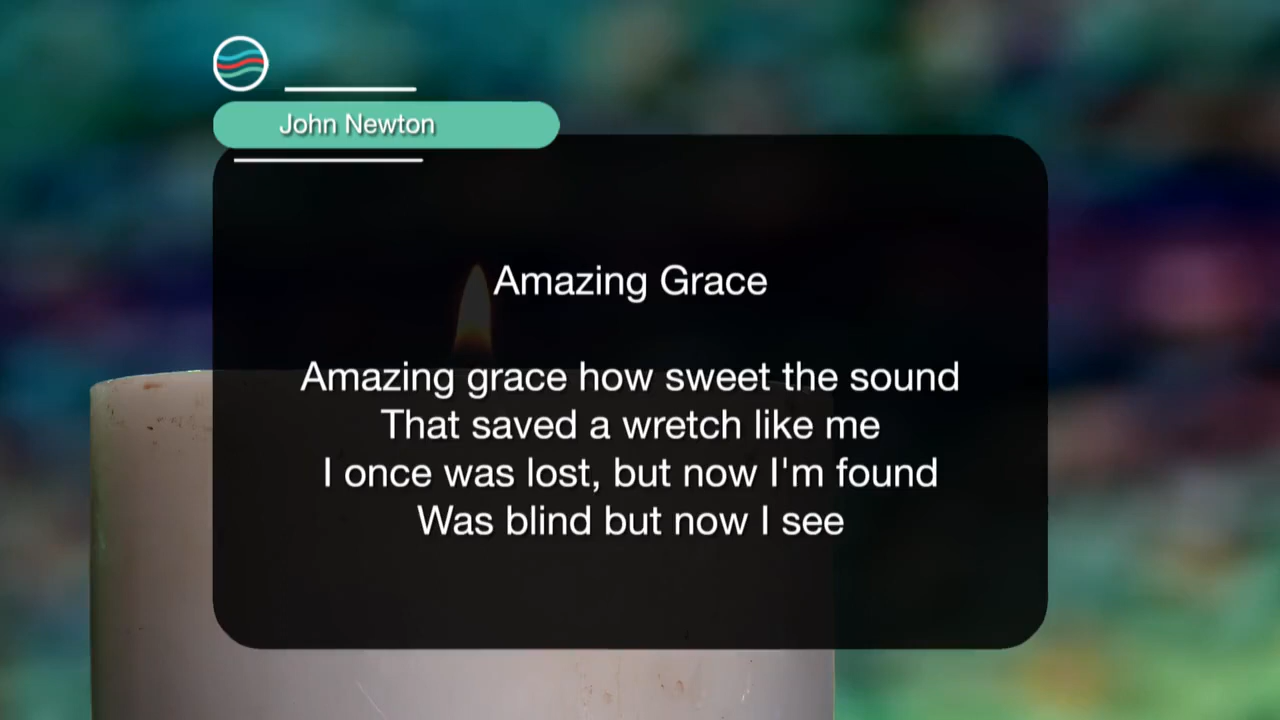 John Newton
Amazing Grace
Amazing grace how sweet the sound
That saved a wretch like me
I once was lost, but now I'm found
Was blind but now I see